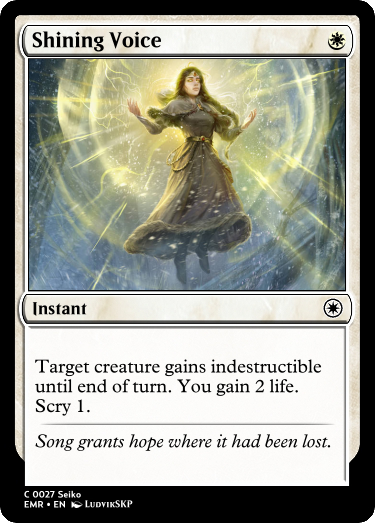 Shining Voice
Instant
Target creature gains indestructible
until end of turn. You gain 2 life.
Scry 1.
Song grants hope where it had been lost.
C 0027 Seiko
EMR • EN LudvikSKP